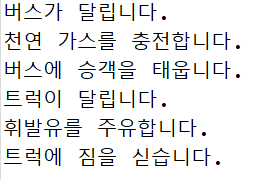 버스가 달립니다.
천연 가스를 충전합니다.
버스에 승객을 태웁니다.
트럭이 달립니다.
휘발유를 주유합니다.
트럭에 짐을 싣습니다.